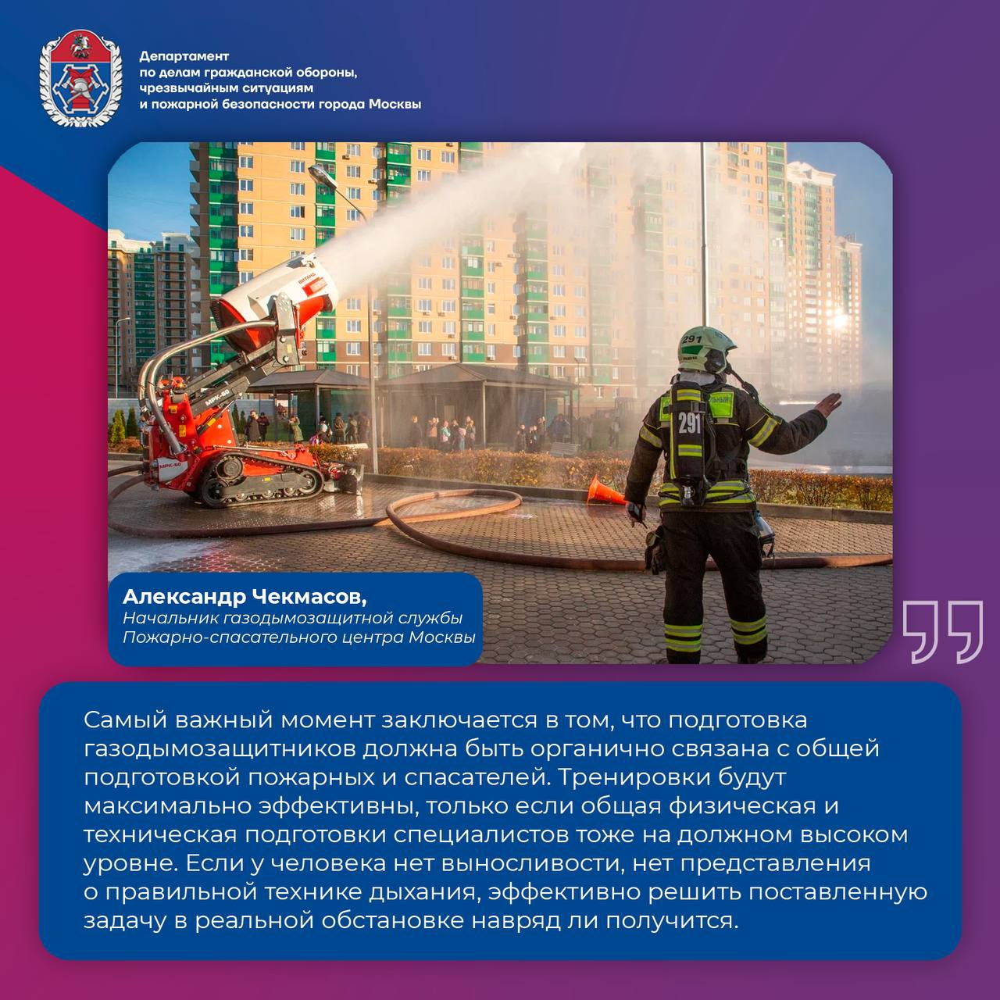 Департамент
по делам гражданской обороны,
чрезвычайным ситуациям
и пожарной безопасности города Москвы
ВИТАНД
МРК-60
МРК-60
291
291
Александр Чекмасов,
Начальник газодымозащитной службы
Пожарно-спасательного центра Москвы
Самый важный момент заключается в том, что подготовка
газодымозащитников должна быть органично связана с общей
подготовкой пожарных и спасателей. Тренировки будут
максимально эффективны, только если общая физическая и
техническая подготовки специалистов тоже на должном высоком
уровне. Если у человека нет выносливости, нет представления
о правильной технике дыхания, эффективно решить поставленную
задачу в реальной обстановке навряд ли получится.